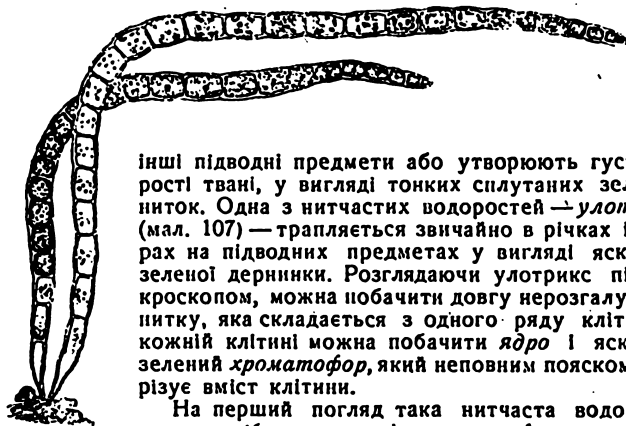 інші підводні предмети або утворюють гус
рості твані, у вигляді тонких сплутаних зел
ниток. Одна з нитчастих водоростей — улот
(мал. 107) — трапляється звичайно в річках і
рах на підводних предметах у вигляді яск
зеленої дернинки. Розглядаючи улотрикс пі
кроскопом, можна побачити довгу нерозгалу
нитку, яка складається з одного ряду кліт
кожній клітині можна побачити ядро і яск
зелений хроматофор, який неповним пояском
різує вміст клітини.
На перший погляд така нитчаста водо